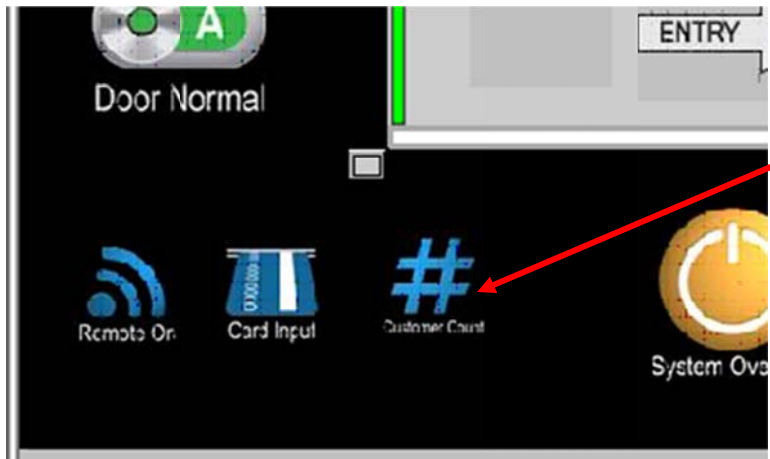 A
ENTRY
Door Normal
Remote On
Card Input
Customer Count
System Ove